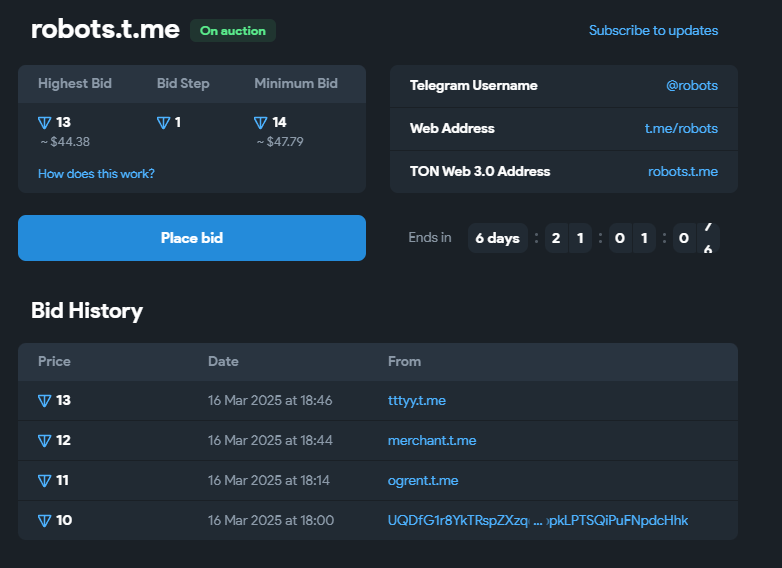 robots.t.me On auction Subscribe to updates
Highest Bid Bid Step Minimum Bid
13 1 14
~ $44.38 ~ $47.79
How does this work?
Telegram Username @robots
Web Address t.me/robots
TON Web 3.0 Address robots.t.me
Place bid
Ends in 6 days : 2 1 : 0 1 : 0
Bid History
Price Date From
13 16 Mar 2025 at 18:46 tttyy.t.me
12 16 Mar 2025 at 18:44 merchant.t.me
11 16 Mar 2025 at 18:14 ogrent.t.me
10 16 Mar 2025 at 18:00 UQDfG1r8YkTRspZXzq ... pkLPTSQiPuFNpdcHhk